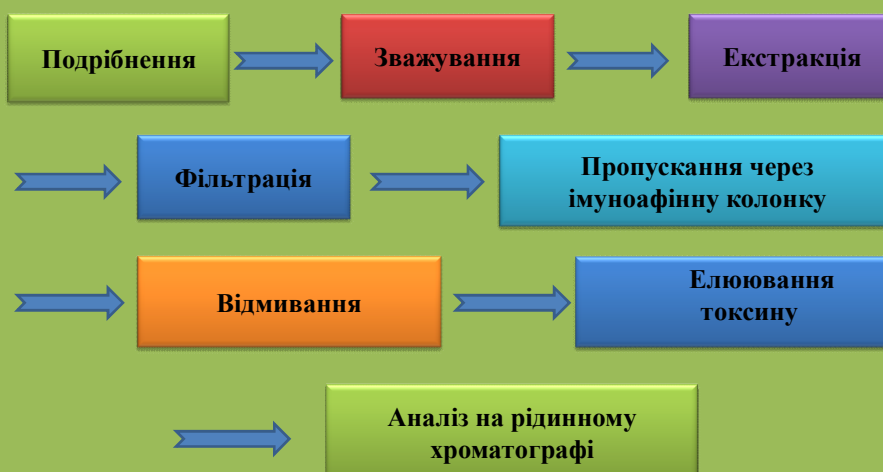 Подрібнення
Зважування
Екстракція
Фільтрація
Пропускання через
імуноафінну колонку
Відмивання
Елюювання
токсину
Аналіз на рідинному
хроматографі